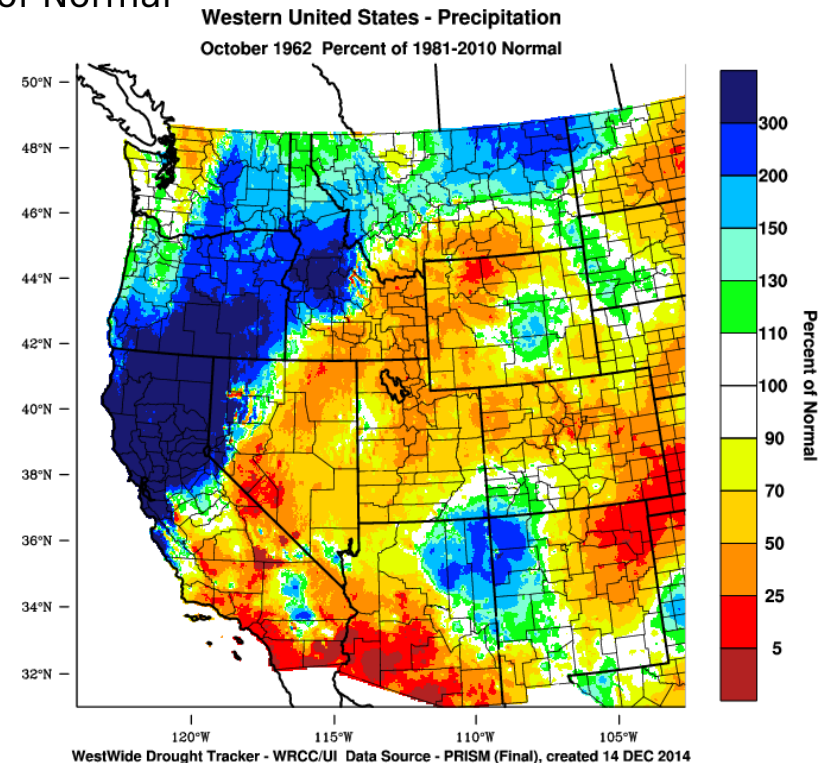 of Normal
Western United States - Precipitation
October 1962 Percent of 1981-2010 Normal
50°N
48°N
46°N
44°N
42°N
40°N
38°N
36°N
34°N
32°N
120°W
115°W
110°W
105°W
300
200
150
130
110
100
90
70
50
25
5
Percent of Normal
WestWide Drought Tracker - WRCC/UI Data Source - PRISM (Final), created 14 DEC 2014